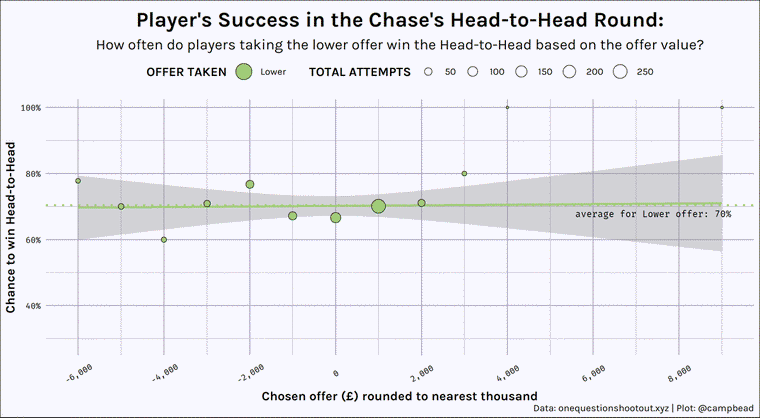 Player's Success in the Chase's Head-to-Head Round:
How often do players taking the lower offer win the Head-to-Head based on the offer value?
OFFER TAKEN Lower TOTAL ATTEMPTS 50 100 150 200 250
Chance to win Head-to-Head
100%
80%
60%
40%
average for Lower offer: 70%
-6,000 -4,000 -2,000 0 2,000 4,000 6,000 8,000
Chosen offer (£) rounded to nearest thousand
Data: onequestionshootout.xyz | Plot: @campbead